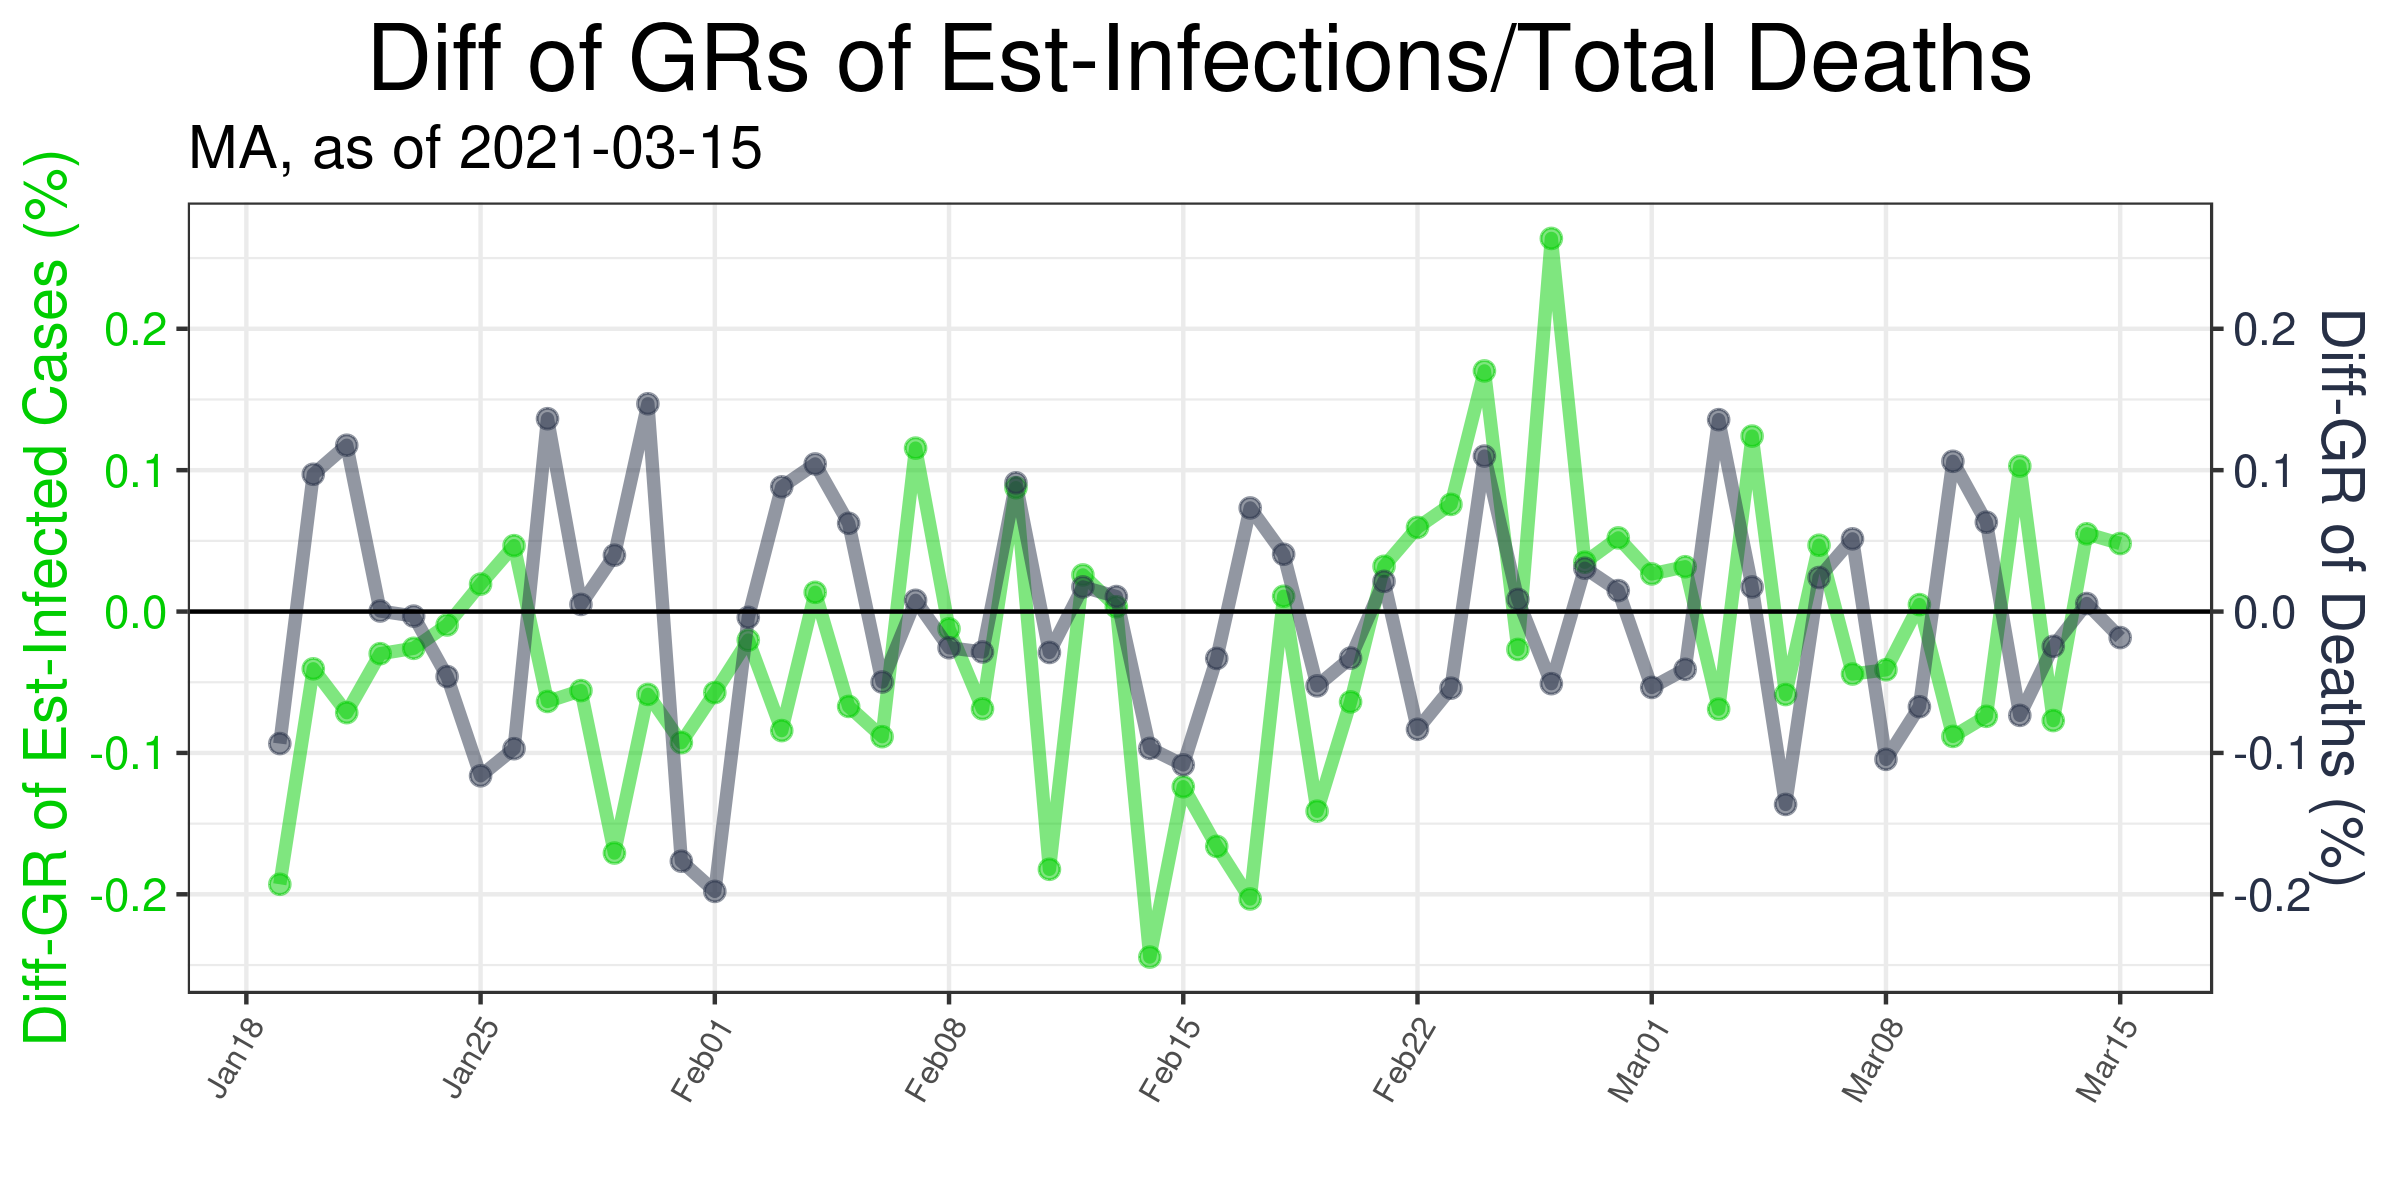 Diff of GRs of Est-Infections/Total Deaths
MA, as of 2021-03-15
Diff-GR of Est-Infected Cases (%)
0.2
0.1
0.0
-0.1
-0.2
0.2
0.1
0.0
-0.1
-0.2
Diff-GR of Deaths (%)
Jan18 Jan25 Feb01 Feb08 Feb15 Feb22 Mar01 Mar08 Mar15